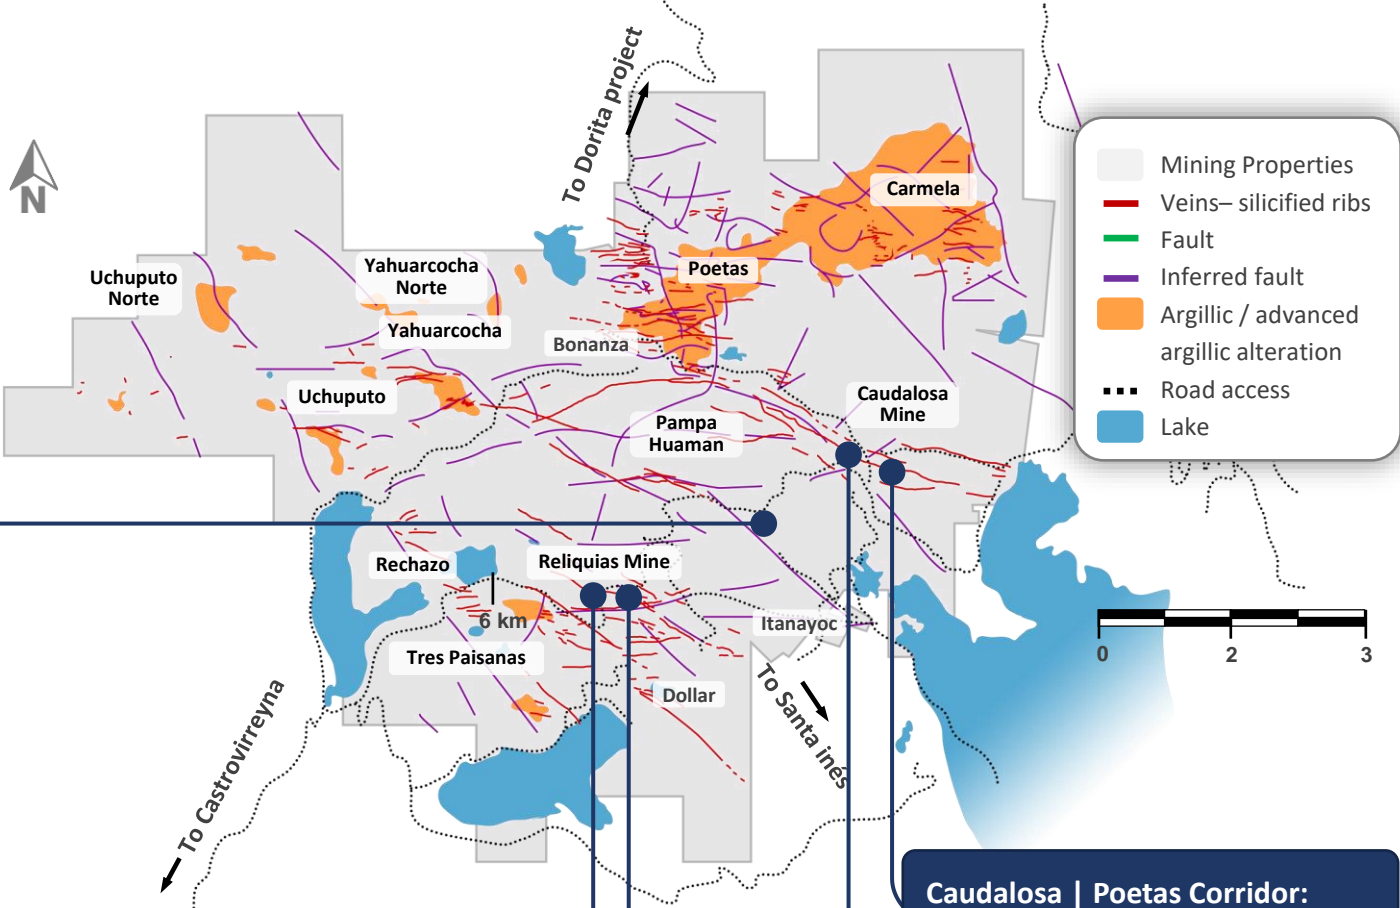 To Dorita project
N
Carmela
Mining Properties
Veins– silicified ribs
Fault
Inferred fault
Argillic / advanced
argillic alteration
Road access
Lake
Uchuputo
Norte
Yahuarcocha
Norte
Poetas
Yahuarcocha
Bonanza
Uchuputo
Caudalosa
Mine
Pampa
Huaman
Rechazo
Reliquias Mine
6 km
Itanayoc
Tres Paisanas
Dollar
0
2
3
To Santa inés
To Castrovirreyna
Caudalosa | Poetas Corridor: